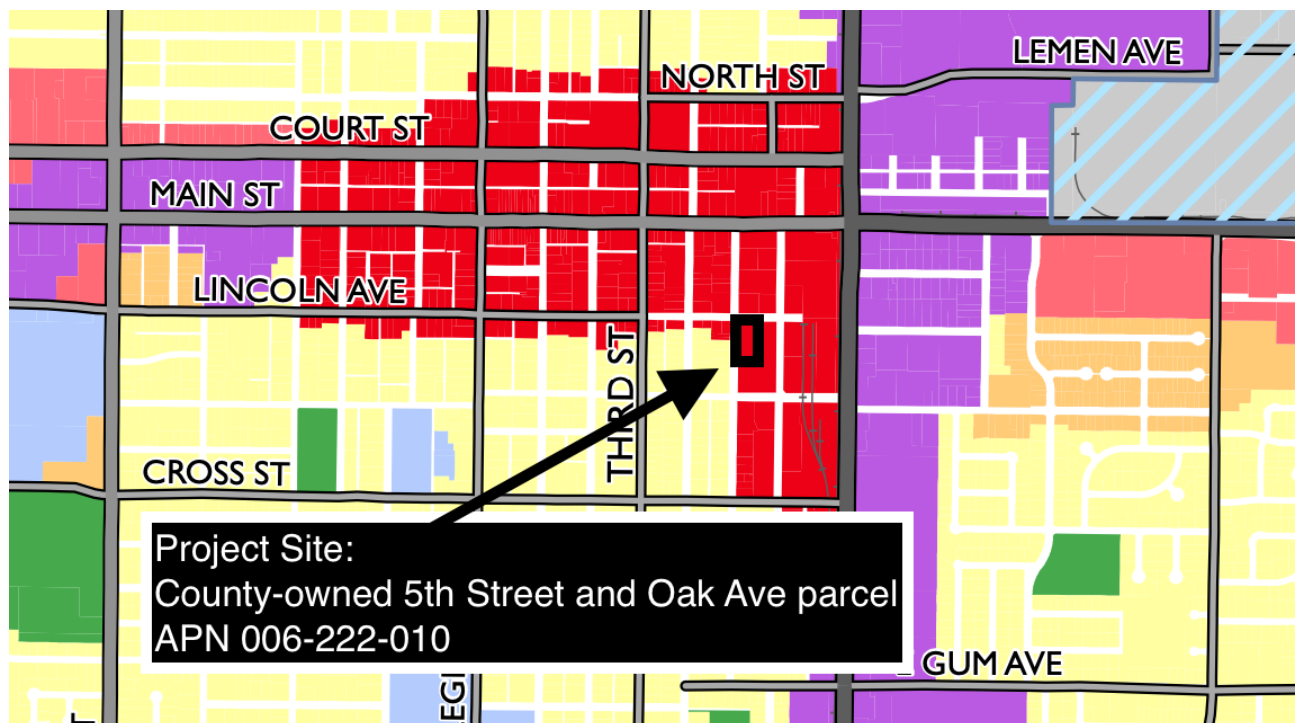 LEMEN AVE
NORTH ST
COURT ST
MAIN ST
LINCOLN AVE
THIRD ST
CROSS ST
Project Site:
County-owned 5th Street and Oak Ave parcel
APN 006-222-010
GUM AVE